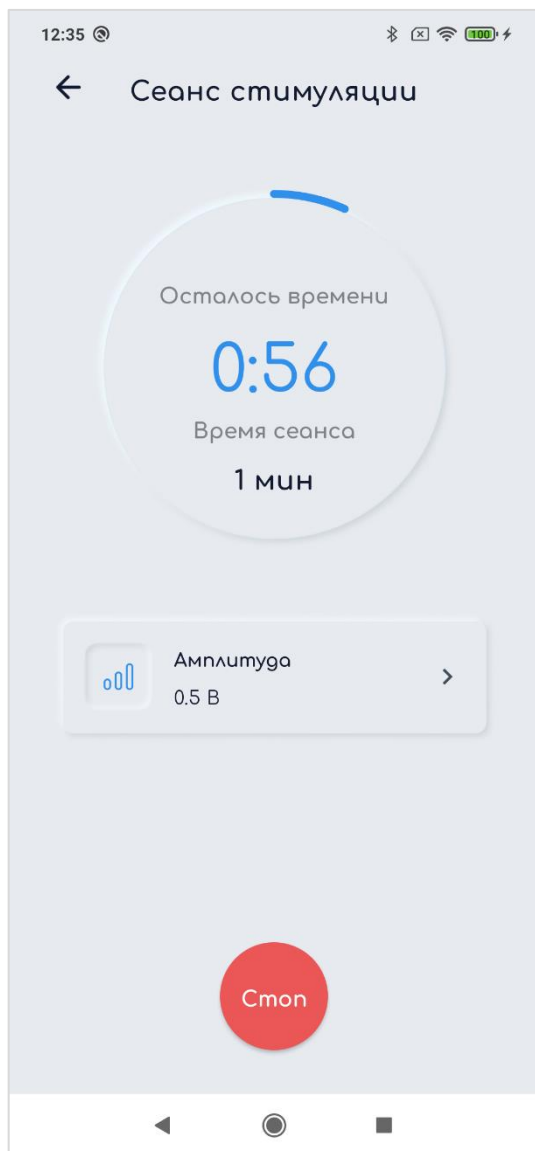 12:35 100
Сеанс стимуляции
Осталось времени
0:56
Время сеанса
1 мин
Амплитуда
0.5 В
Стоп